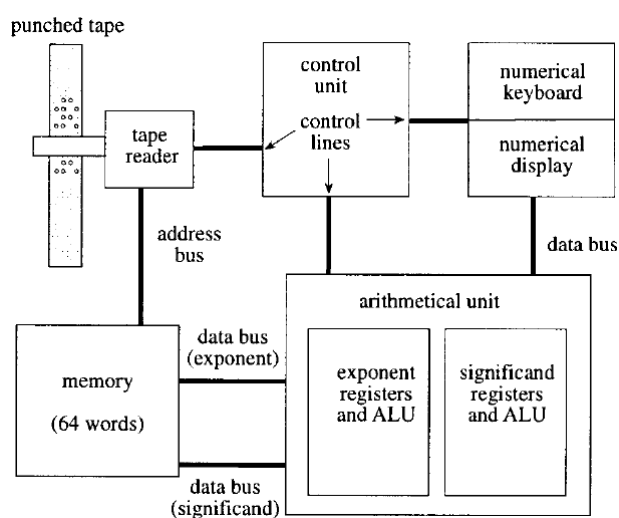 punched tape
tape
reader
control
unit
control
lines
numerical
keyboard
numerical
display
address
bus
data bus
arithmetical unit
memory
(64 words)
data bus
(exponent)
data bus
(significand)
exponent
registers
and ALU
significand
registers
and ALU